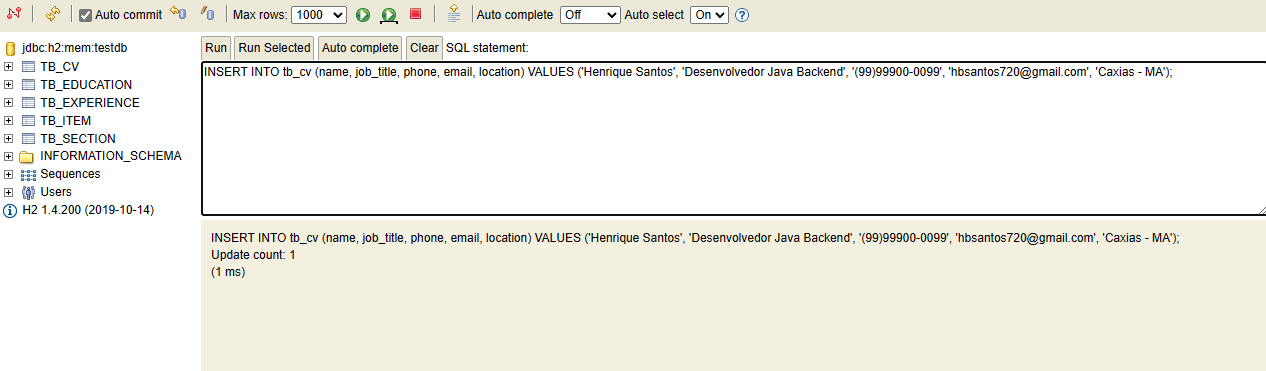 Auto commit Max rows: 1000 Auto complete Off Auto select On
jdbc:h2:mem:testdb
TB_CV
TB_EDUCATION
TB_EXPERIENCE
TB_ITEM
TB_SECTION
INFORMATION_SCHEMA
Sequences
Users
H2 1.4.200 (2019-10-14)
Run Run Selected Auto complete Clear SQL statement:
INSERT INTO tb_cv (name, job_title, phone, email, location) VALUES ('Henrique Santos', 'Desenvolvedor Java Backend', '(99)99900-0099', 'hbsantos720@gmail.com', 'Caxias - MA');
INSERT INTO tb_cv (name, job_title, phone, email, location) VALUES ('Henrique Santos', 'Desenvolvedor Java Backend', '(99)99900-0099', 'hbsantos720@gmail.com', 'Caxias - MA');
Update count: 1
(1 ms)